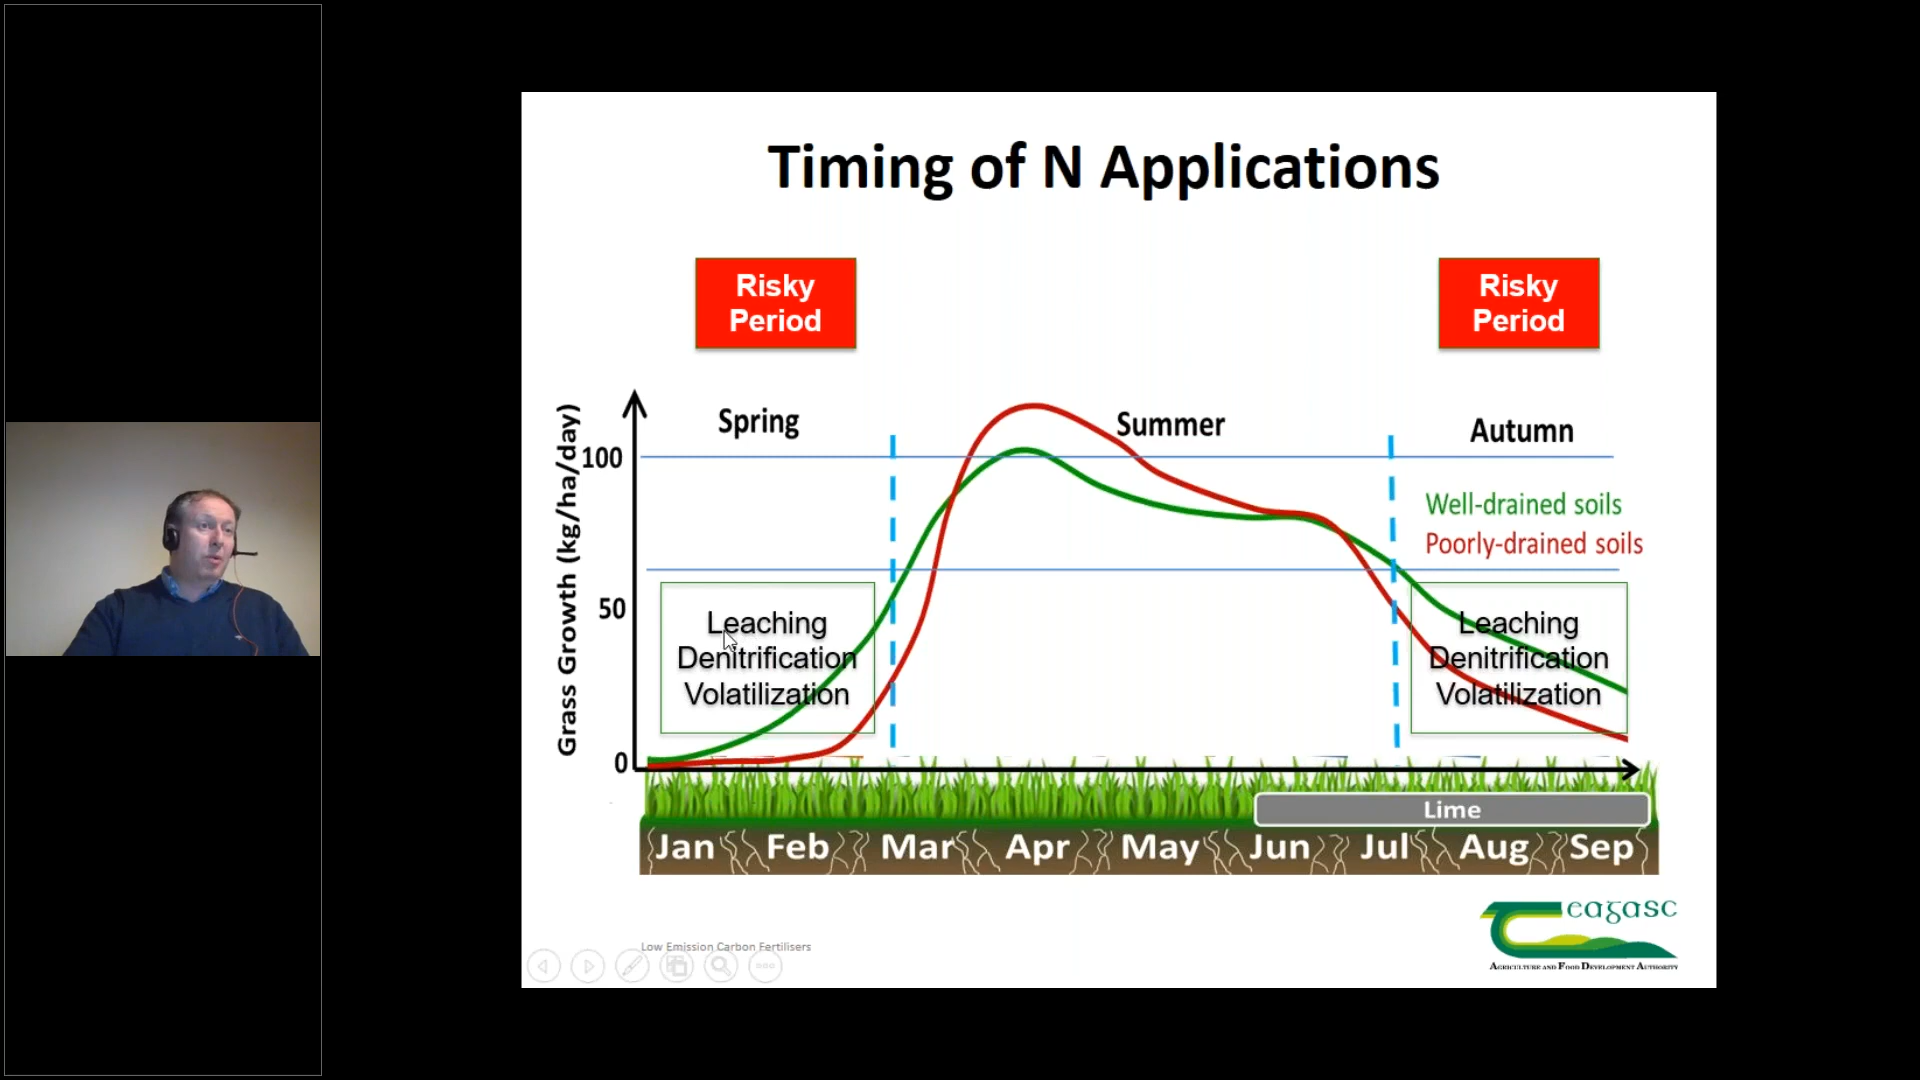 Timing of N Applications
Risky
Period
Risky
Period
Spring
Summer
Autumn
Grass Growth (kg/ha/day)
100
50
0
Well-drained soils
Poorly-drained soils
Leaching
Denitrification
Volatilization
Leaching
Denitrification
Volatilization
Lime
Jan Feb Mar Apr May Jun Jul Aug Sep
eagasc
Agriculture and Food Development Authority
Low Emission Carbon Fertilisers